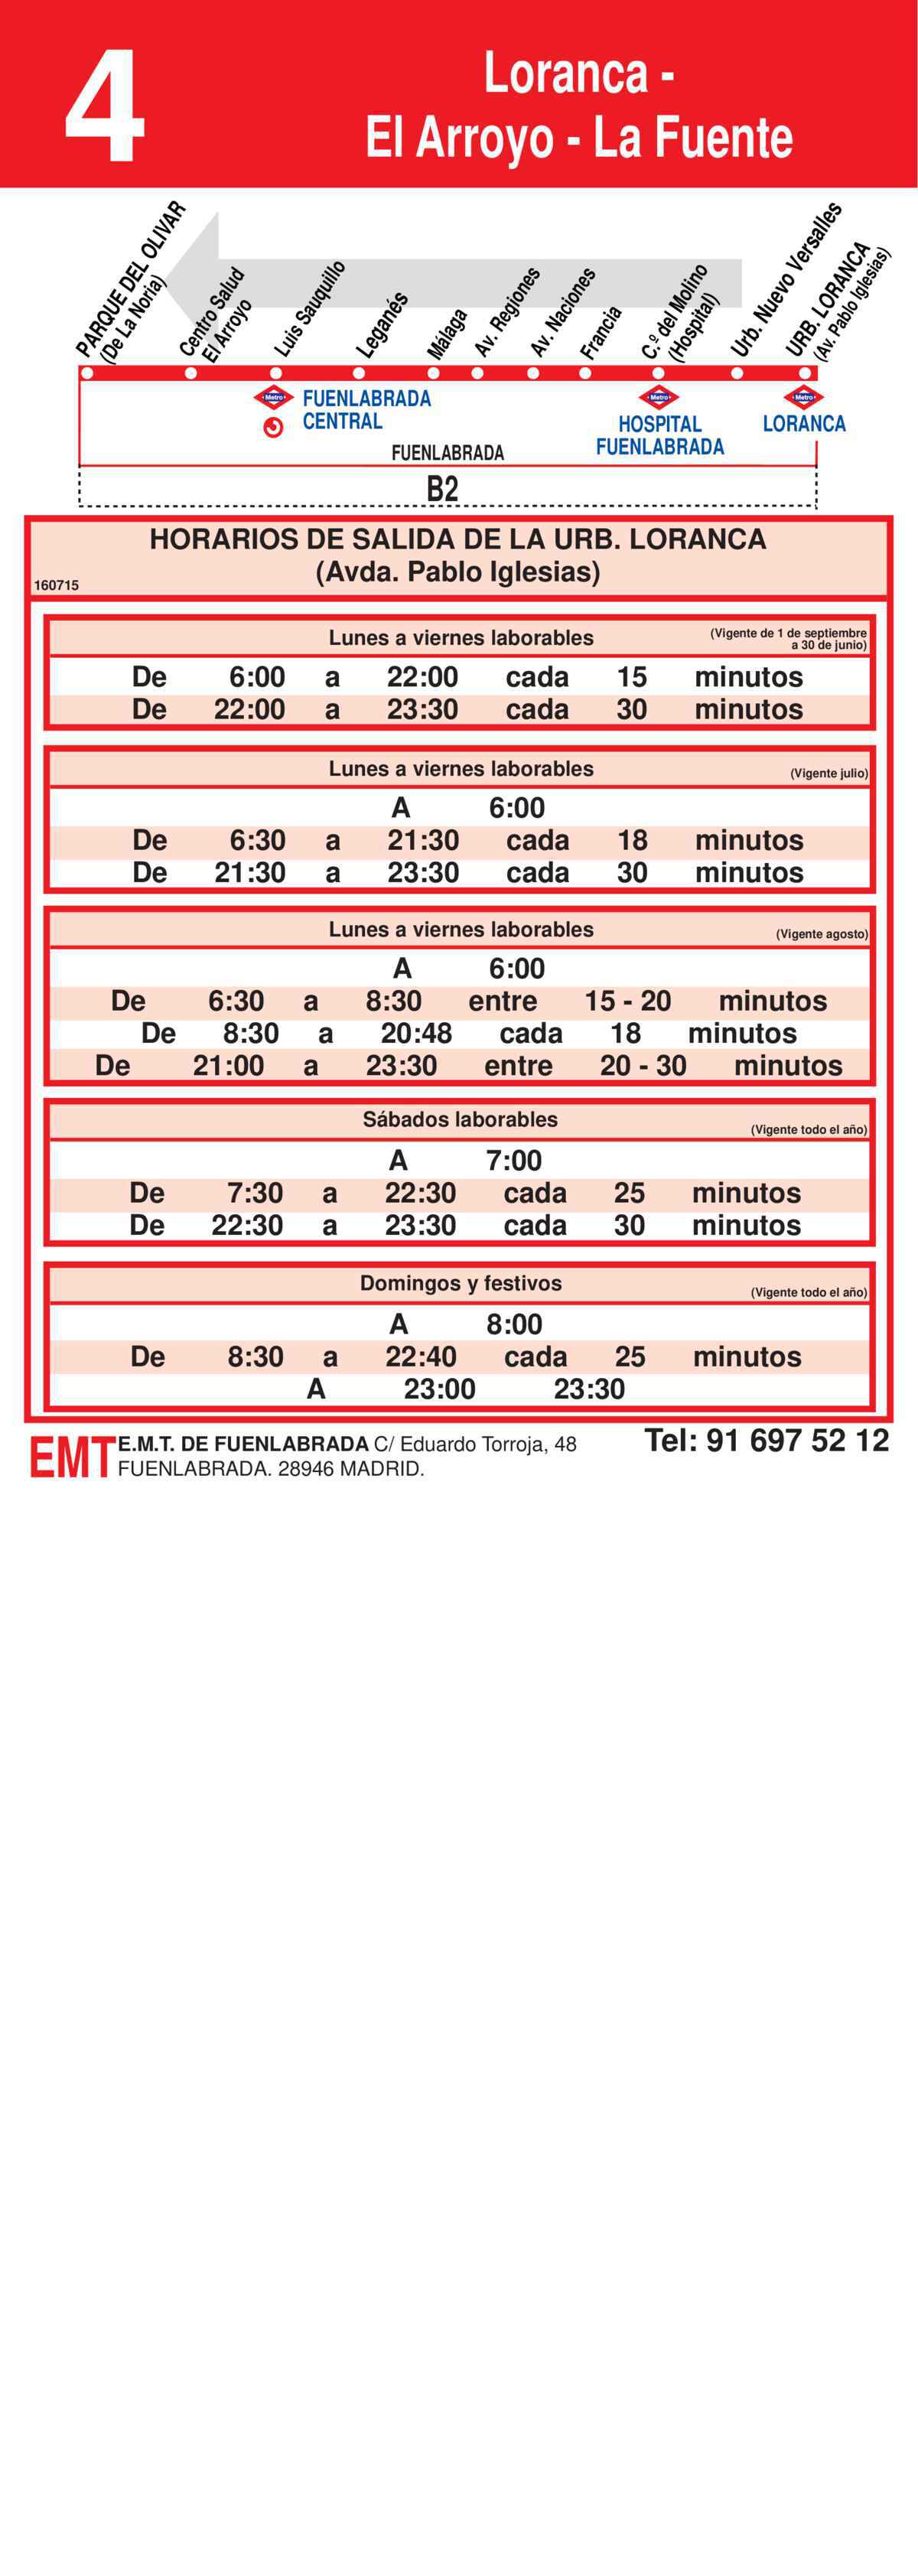 4
Loranca -
El Arroyo - La Fuente
PARQUE DEL OLIVAR
(De La Noria)
Centro Salud
El Arroyo
Luis Sauquillo
Leganés
Málaga
Av. Regiones
Av. Naciones
Francia
C.º del Molino
(Hospital)
Urb. Nuevo Versalles
URB. LORANCA
(Av. Pablo Iglesias)
Metro
FUENLABRADA
CENTRAL
Metro
HOSPITAL
FUENLABRADA
Metro
LORANCA
FUENLABRADA
B2
HORARIOS DE SALIDA DE LA URB. LORANCA
(Avda. Pablo Iglesias)
160715
Lunes a viernes laborables
(Vigente de 1 de septiembre
a 30 de junio)
De 6:00 a 22:00 cada 15 minutos
De 22:00 a 23:30 cada 30 minutos
Lunes a viernes laborables (Vigente julio)
A 6:00
De 6:30 a 21:30 cada 18 minutos
De 21:30 a 23:30 cada 30 minutos
Lunes a viernes laborables (Vigente agosto)
A 6:00
De 6:30 a 8:30 entre 15 - 20 minutos
De 8:30 a 20:48 cada 18 minutos
De 21:00 a 23:30 entre 20 - 30 minutos
Sábados laborables (Vigente todo el año)
A 7:00
De 7:30 a 22:30 cada 25 minutos
De 22:30 a 23:30 cada 30 minutos
Domingos y festivos (Vigente todo el año)
A 8:00
De 8:30 a 22:40 cada 25 minutos
A 23:00 23:30
EMT
E.M.T. DE FUENLABRADA C/ Eduardo Torroja, 48
FUENLABRADA. 28946 MADRID.
Tel: 91 697 52 12